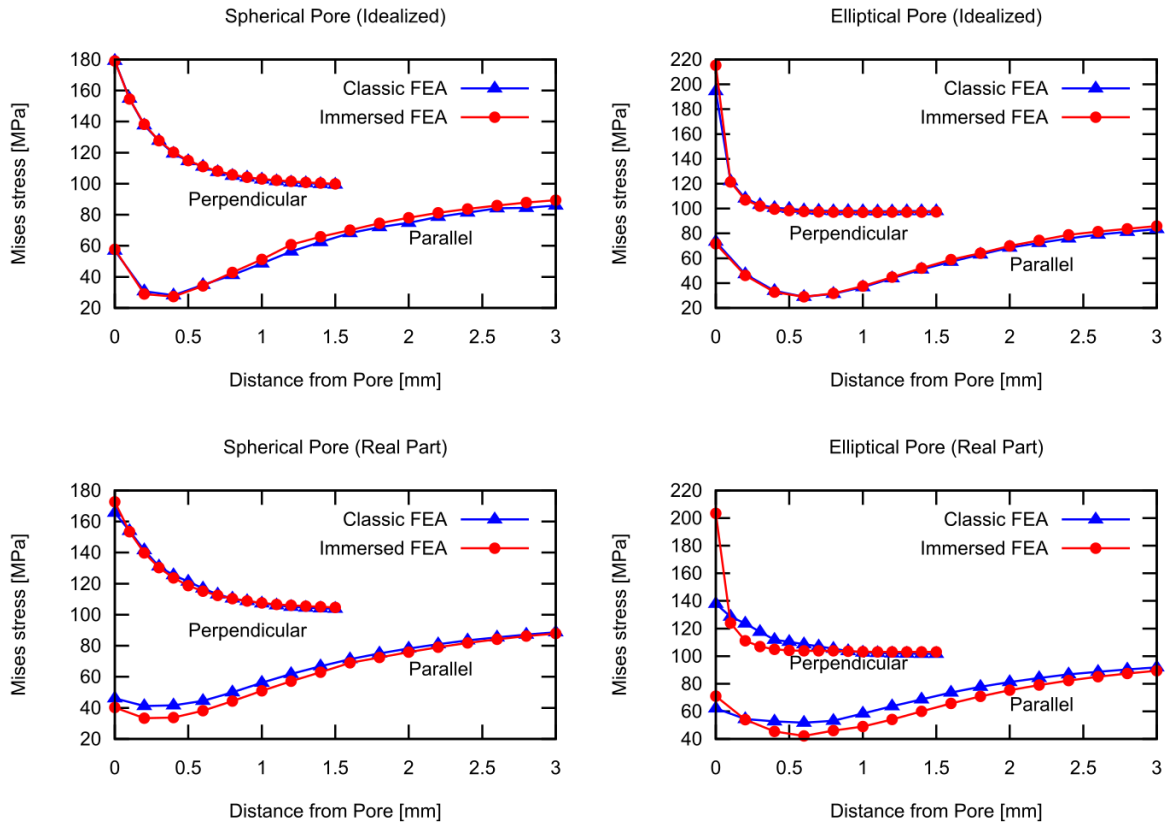 Spherical Pore (Idealized)
Mises stress [MPa]
180
160
140
120
100
80
60
40
20
Classic FEA
Immersed FEA
Perpendicular
Parallel
0 0.5 1 1.5 2 2.5 3
Distance from Pore [mm]
Elliptical Pore (Idealized)
Mises stress [MPa]
220
200
180
160
140
120
100
80
60
40
20
Classic FEA
Immersed FEA
Perpendicular
Parallel
0 0.5 1 1.5 2 2.5 3
Distance from Pore [mm]
Spherical Pore (Real Part)
Mises stress [MPa]
180
160
140
120
100
80
60
40
20
Classic FEA
Immersed FEA
Perpendicular
Parallel
0 0.5 1 1.5 2 2.5 3
Distance from Pore [mm]
Elliptical Pore (Real Part)
Mises stress [MPa]
220
200
180
160
140
120
100
80
60
40
Classic FEA
Immersed FEA
Perpendicular
Parallel
0 0.5 1 1.5 2 2.5 3
Distance from Pore [mm]